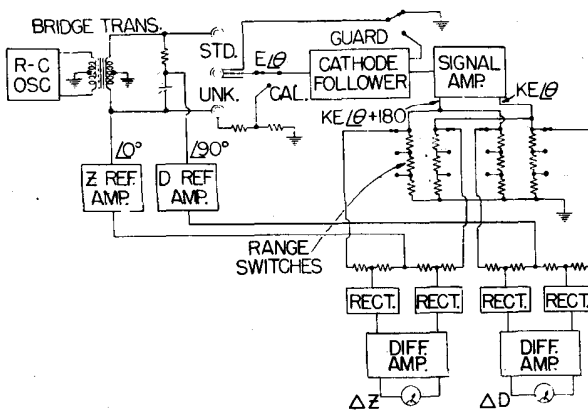 BRIDGE TRANS.
R-C
OSC
STD.
UNK.
E∠θ
CAL.
GUARD
CATHODE
FOLLOWER
SIGNAL
AMP.
KE∠θ
KE∠θ+180
∠0°
∠90°
Z REF.
AMP.
D REF
AMP.
RANGE
SWITCHES
RECT.
RECT.
RECT.
RECT.
DIFF.
AMP.
DIFF.
AMP.
ΔZ
ΔD